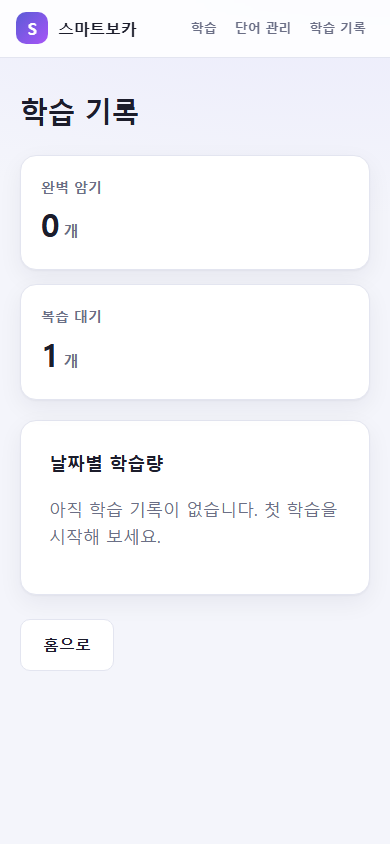 S 스마트보카 학습 단어 관리 학습 기록
학습 기록
완벽 암기
0 개
복습 대기
1 개
날짜별 학습량
아직 학습 기록이 없습니다. 첫 학습을
시작해 보세요.
홈으로